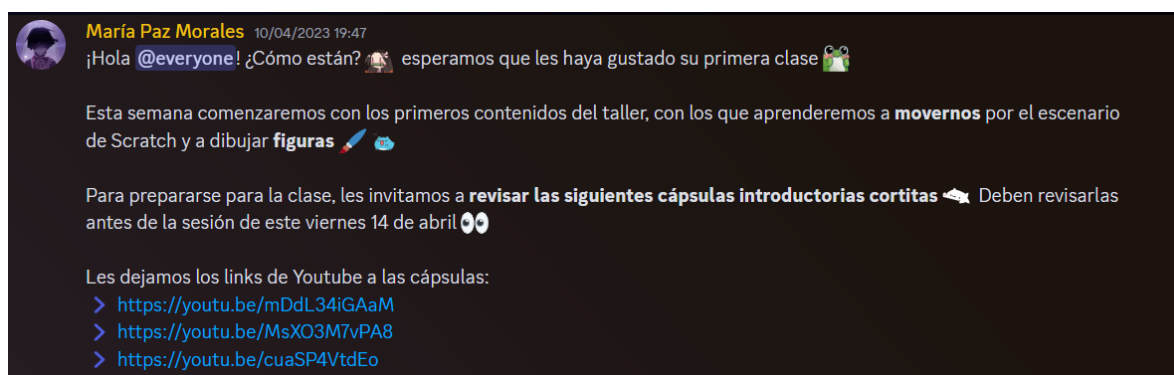 María Paz Morales 10/04/2023 19:47
¡Hola @everyone! ¿Cómo están? esperamos que les haya gustado su primera clase
Esta semana comenzaremos con los primeros contenidos del taller, con los que aprenderemos a movernos por el escenario
de Scratch y a dibujar figuras
Para prepararse para la clase, les invitamos a revisar las siguientes cápsulas introductorias cortitas Deben revisarlas
antes de la sesión de este viernes 14 de abril
Les dejamos los links de Youtube a las cápsulas:
https://youtu.be/mDdL34iGAaM
https://youtu.be/MsXO3M7vPA8
https://youtu.be/cuaSP4VtdEo